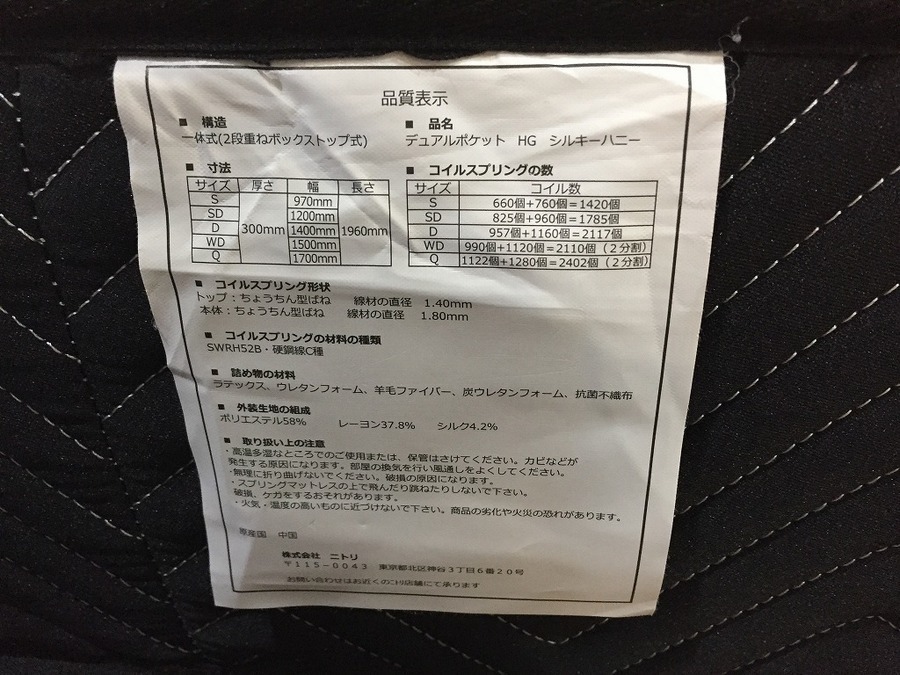 品質表示
■ 構造
一体式(2段重ねボックストップ式)
■ 品名
デュアルポケット HG シルキーハニー
■ 寸法
サイズ 厚さ 幅 長さ
S 970mm
SD 1200mm
D 300mm 1400mm 1960mm
WD 1500mm
Q 1700mm
■ コイルスプリングの数
サイズ コイル数
S 660個+760個=1420個
SD 825個+960個=1785個
D 957個+1160個=2117個
WD 990個+1120個=2110個(2分割)
Q 1122個+1280個=2402個(2分割)
■ コイルスプリング形状
トップ:ちょうちん型ばね 線材の直径 1.40mm
本体:ちょうちん型ばね 線材の直径 1.80mm
■ コイルスプリングの材料の種類
SWRH52B・硬鋼線C種
■ 詰め物の材料
ラテックス、ウレタンフォーム、羊毛ファイバー、炭ウレタンフォーム、抗菌不織布
■ 外装生地の組成
ポリエステル58% レーヨン37.8% シルク4.2%
■ 取り扱い上の注意
・高温多湿なところでのご使用または、保管はさけてください。カビなどが
発生する原因になります。部屋の換気を行い風通しをよくしてください。
・無理に折り曲げないでください。破損の原因になります。
・スプリングマットレスの上で飛んだり跳ねたりしないで下さい。
破損、ケガをするおそれがあります。
・火気・温度の高いものに近づけないで下さい。商品の劣化や火災の恐れがあります。
原産国 中国
株式会社 ニトリ
〒115-0043 東京都北区神谷3丁目6番20号
お問い合わせはお近くのニトリ店舗にて承ります